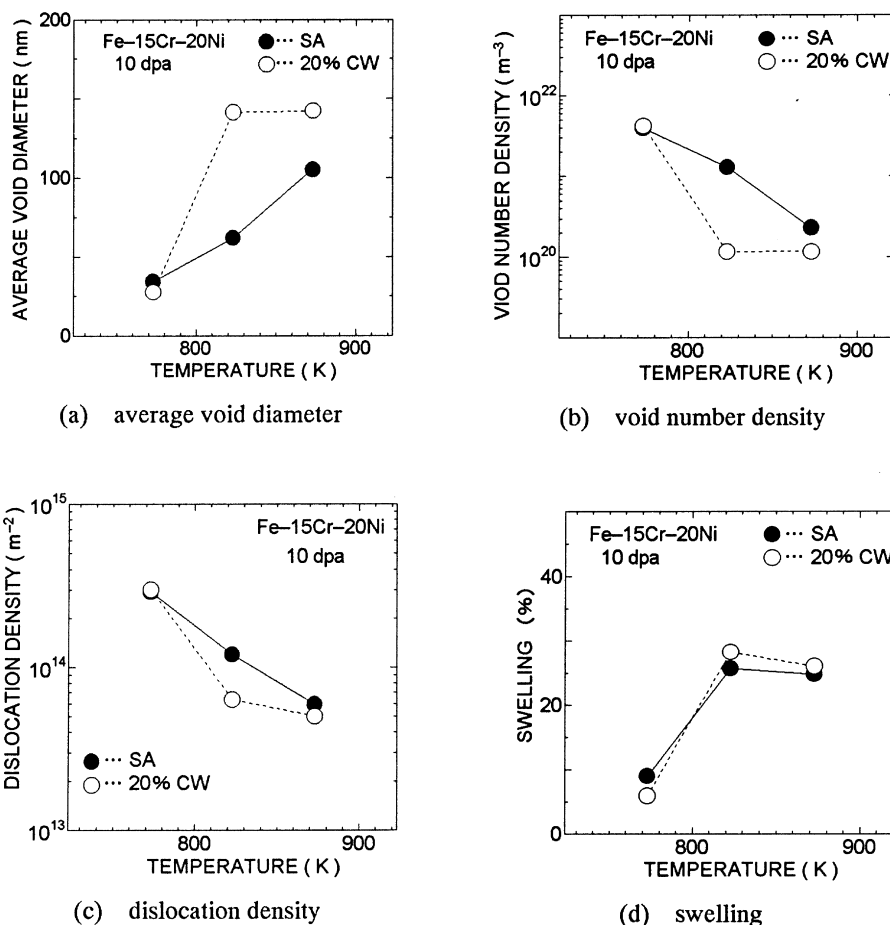 AVERAGE VOID DIAMETER ( nm )
200
100
0
Fe–15Cr–20Ni
10 dpa
SA
20% CW
800
900
TEMPERATURE ( K )
(a) average void diameter
VIOD NUMBER DENSITY ( m⁻³ )
10²²
10²⁰
Fe–15Cr–20Ni
10 dpa
SA
20% CW
800
900
TEMPERATURE ( K )
(b) void number density
DISLOCATION DENSITY ( m⁻² )
10¹⁵
10¹⁴
10¹³
Fe–15Cr–20Ni
10 dpa
SA
20% CW
800
900
TEMPERATURE ( K )
(c) dislocation density
SWELLING (%)
40
20
0
Fe–15Cr–20Ni
10 dpa
SA
20% CW
800
900
TEMPERATURE ( K )
(d) swelling